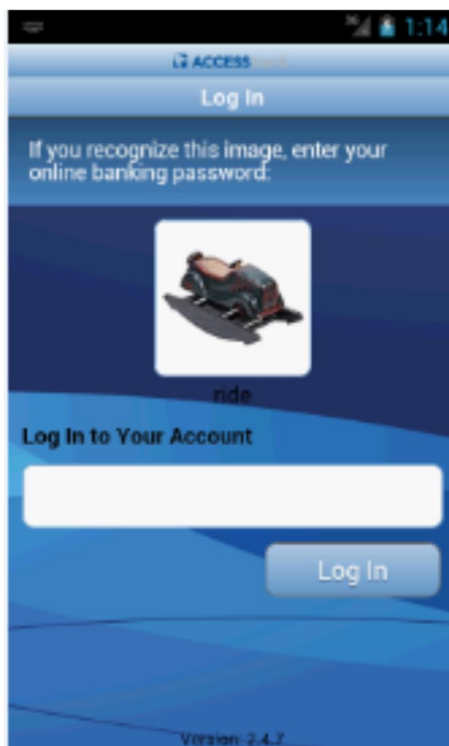 3G 1:14
ACCESS
Log In
If you recognize this image, enter your
online banking password:
ride
Log In to Your Account
Log In
Version: 2.4.7